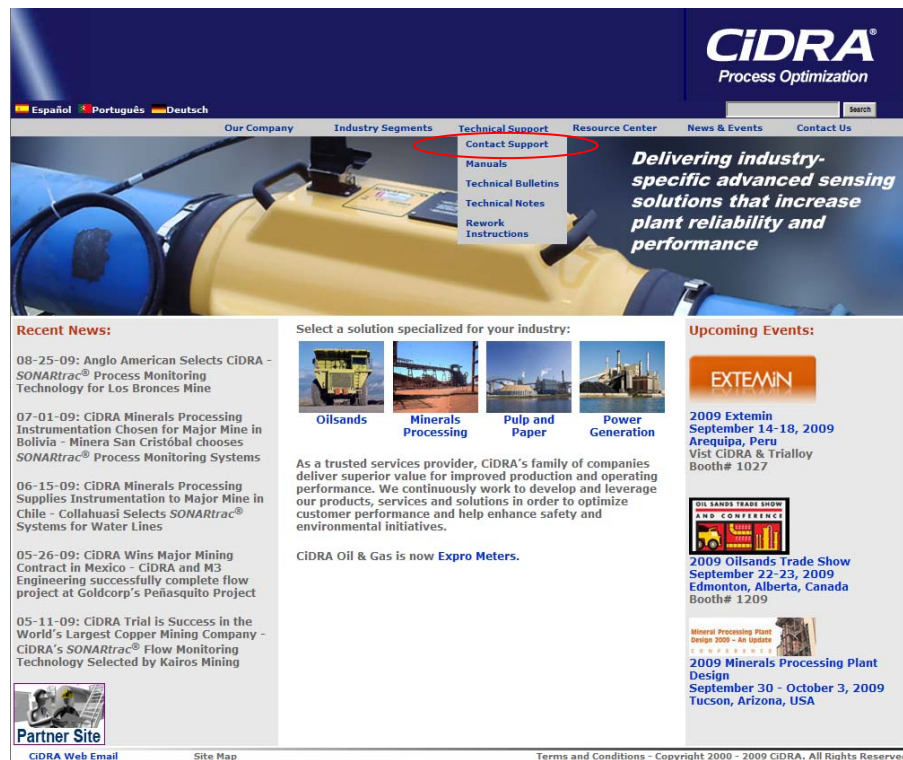 CiDRA®
Process Optimization
Español Português Deutsch
Search
Our Company Industry Segments Technical Support Resource Center News & Events Contact Us
Contact Support
Manuals
Technical Bulletins
Technical Notes
Rework
Instructions
Delivering indu​stry-
specific advanced sensing
solutions that increase
plant reliability and
performance
Recent News:
08-25-09: Anglo American Selects CiDRA -
SONARtrac® Process Monitoring
Technology for Los Bronces Mine
07-01-09: CiDRA Minerals Processing
Instrumentation Chosen for Major Mine in
Bolivia - Minera San Cristóbal chooses
SONARtrac® Process Monitoring Systems
06-15-09: CiDRA Minerals Processing
Supplies Instrumentation to Major Mine in
Chile - Collahuasi Selects SONARtrac®
Systems for Water Lines
05-26-09: CiDRA Wins Major Mining
Contract in Mexico - CiDRA and M3
Engineering successfully complete flow
project at Goldcorp's Peñasquito Project
05-11-09: CiDRA Trial is Success in the
World's Largest Copper Mining Company -
CiDRA's SONARtrac® Flow Monitoring
Technology Selected by Kairos Mining
Partner Site
Select a solution specialized for your industry:
Oilsands
Minerals
Processing
Pulp and
Paper
Power
Generation
As a trusted services provider, CiDRA's family of companies
deliver superior value for improved production and operating
performance. We continuously work to develop and leverage
our products, services and solutions in order to optimize
customer performance and help enhance safety and
environmental initiatives.
CiDRA Oil & Gas is now Expro Meters.
Upcoming Events:
EXTEMiN
2009 Extemin
September 14-18, 2009
Arequipa, Peru
Vist CiDRA & Trialloy
Booth# 1027
OIL SANDS TRADE SHOW
AND CONFERENCE
2009 Oilsands Trade Show
September 22-23, 2009
Edmonton, Alberta, Canada
Booth# 1209
Mineral Processing Plant
Design 2009 - An Update
CONFERENCE
2009 Minerals Processing Plant
Design
September 30 - October 3, 2009
Tucson, Arizona, USA
CiDRA Web Email Site Map Terms and Conditions - Copyright 2000 - 2009 CiDRA. All Rights Reserve